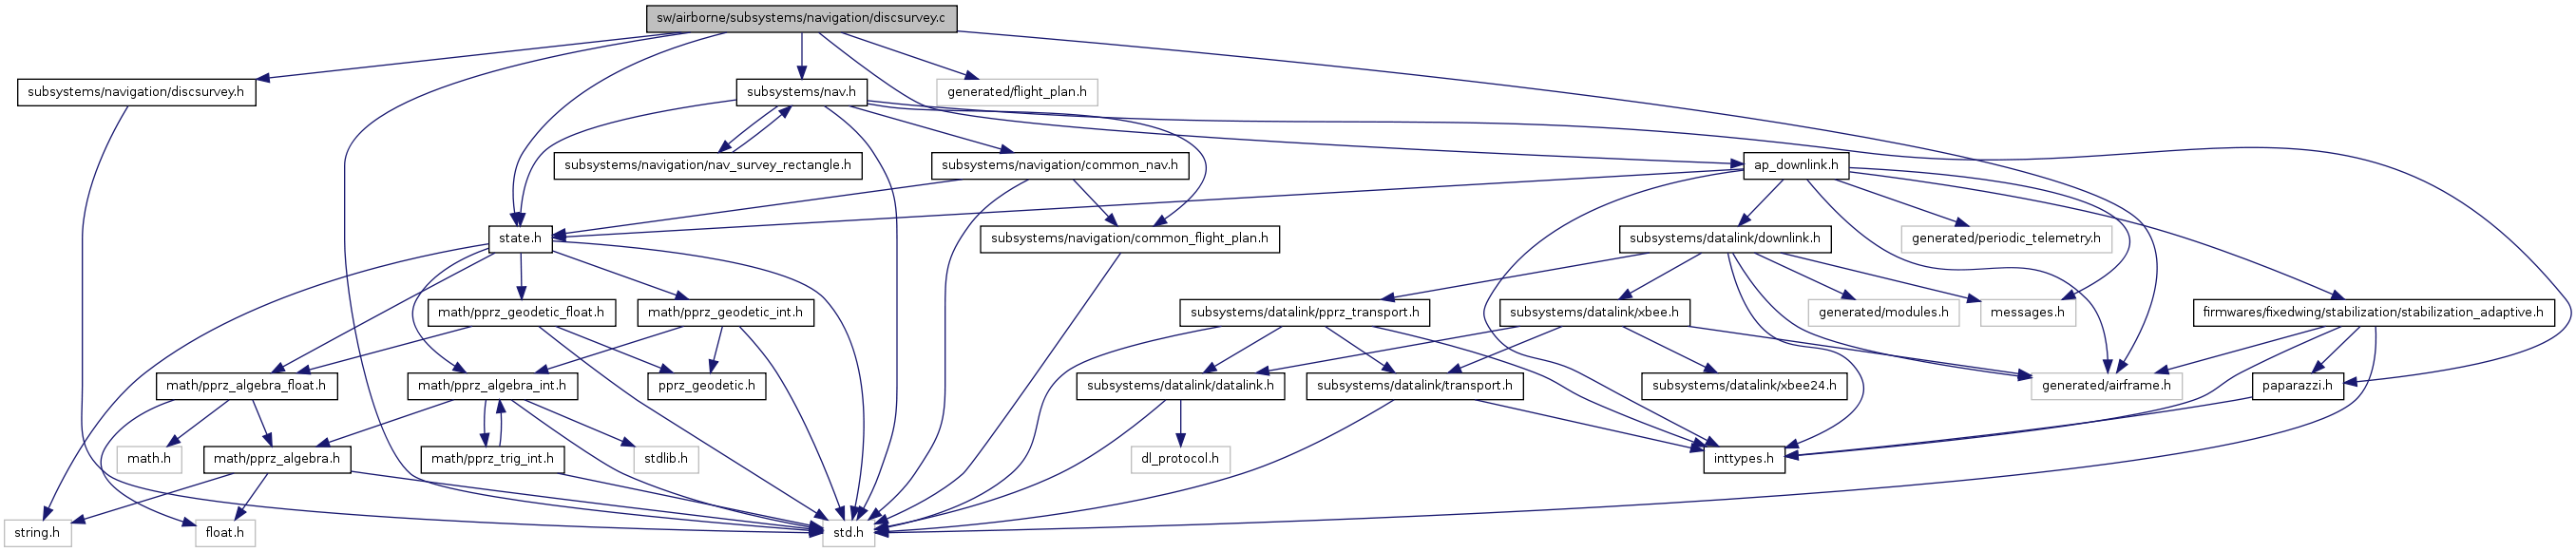 sw/airborne/subsystems/navigation/discsurvey.c
subsystems/navigation/discsurvey.h
subsystems/nav.h
generated/flight_plan.h
subsystems/navigation/nav_survey_rectangle.h
subsystems/navigation/common_nav.h
ap_downlink.h
state.h
subsystems/navigation/common_flight_plan.h
subsystems/datalink/downlink.h
generated/periodic_telemetry.h
math/pprz_geodetic_float.h
math/pprz_geodetic_int.h
subsystems/datalink/pprz_transport.h
subsystems/datalink/xbee.h
generated/modules.h
messages.h
firmwares/fixedwing/stabilization/stabilization_adaptive.h
math/pprz_algebra_float.h
math/pprz_algebra_int.h
pprz_geodetic.h
subsystems/datalink/datalink.h
subsystems/datalink/transport.h
subsystems/datalink/xbee24.h
generated/airframe.h
paparazzi.h
math.h
math/pprz_algebra.h
math/pprz_trig_int.h
stdlib.h
dl_protocol.h
inttypes.h
string.h
float.h
std.h